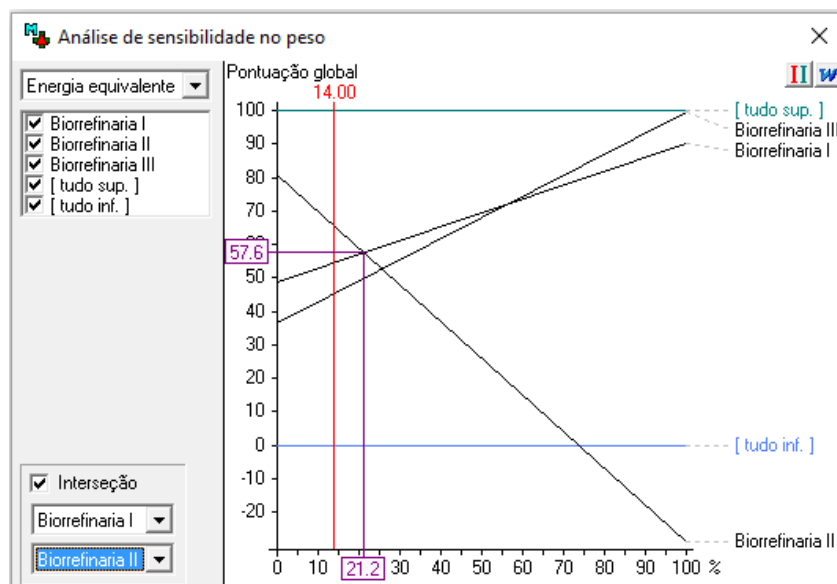 Análise de sensibilidade no peso
Energia equivalente
Biorrefinaria I
Biorrefinaria II
Biorrefinaria III
[ tudo sup. ]
[ tudo inf. ]
Interseção
Biorrefinaria I
Biorrefinaria II
Pontuação global
14.00
II W
100
90
80
70
57.6
50
40
30
20
10
0
-10
-20
0 10 21.2 30 40 50 60 70 80 90 100 %
[ tudo sup. ]
Biorrefinaria III
Biorrefinaria I
[ tudo inf. ]
Biorrefinaria II